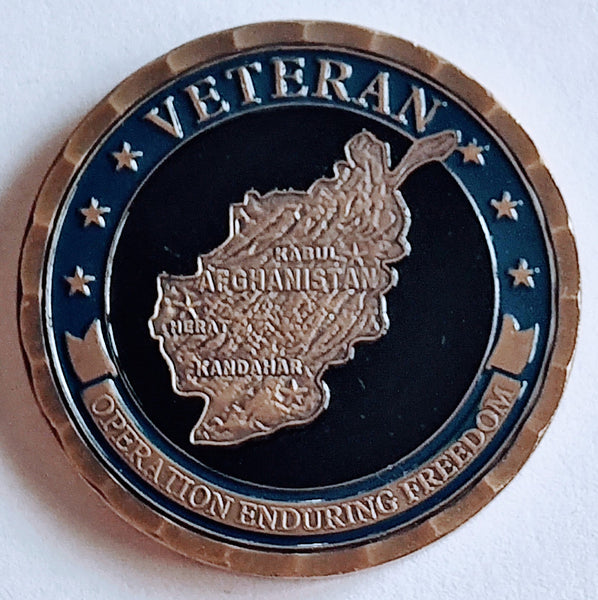 VETERAN
KABUL
AFGHANISTAN
HERAT
KANDAHAR
OPERATION ENDURING FREEDOM